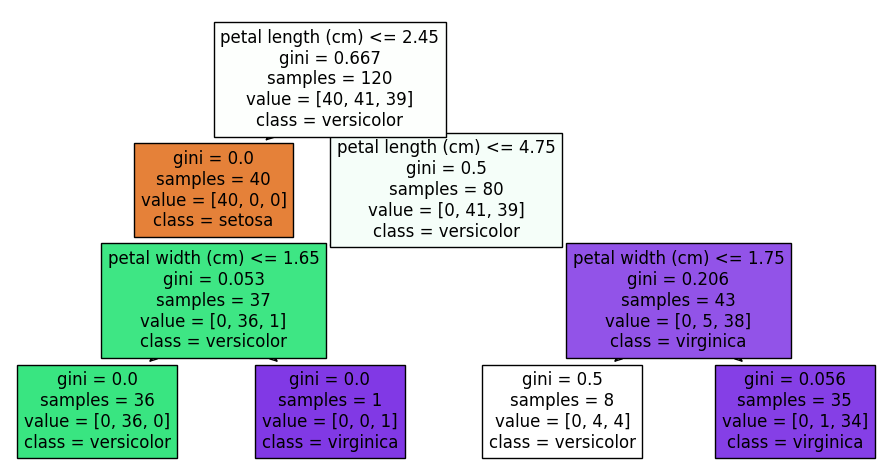 petal length (cm) <= 2.45
gini = 0.667
samples = 120
value = [40, 41, 39]
class = versicolor
gini = 0.0
samples = 40
value = [40, 0, 0]
class = setosa
petal length (cm) <= 4.75
gini = 0.5
samples = 80
value = [0, 41, 39]
class = versicolor
petal width (cm) <= 1.65
gini = 0.053
samples = 37
value = [0, 36, 1]
class = versicolor
petal width (cm) <= 1.75
gini = 0.206
samples = 43
value = [0, 5, 38]
class = virginica
gini = 0.0
samples = 36
value = [0, 36, 0]
class = versicolor
gini = 0.0
samples = 1
value = [0, 0, 1]
class = virginica
gini = 0.5
samples = 8
value = [0, 4, 4]
class = versicolor
gini = 0.056
samples = 35
value = [0, 1, 34]
class = virginica